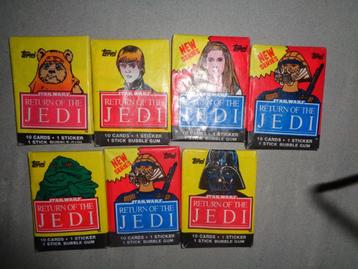 Topps
STAR WARS
RETURN OF THE
JEDI
10 CARDS • 1 STICKER
1 STICK BUBBLE GUM
Topps
STAR WARS
RETURN OF THE
JEDI
10 CARDS • 1 STICKER
1 STICK BUBBLE GUM
Topps
NEW
SERIES
STAR WARS
RETURN OF THE
JEDI
10 CARDS • 1 STICKER
1 STICK BUBBLE GUM
Topps
NEW
SERIES
STAR WARS
RETURN OF THE
JEDI
10 CARDS • 1 STICKER
1 STICK BUBBLE GUM
Topps
STAR WARS
RETURN OF THE
JEDI
10 CARDS • 1 STICKER
1 STICK BUBBLE GUM
Topps
NEW
SERIES
STAR WARS
RETURN OF THE
JEDI
10 CARDS • 1 STICKER
1 STICK BUBBLE GUM
Topps
STAR WARS
RETURN OF THE
JEDI
10 CARDS • 1 STICKER
1 STICK BUBBLE GUM